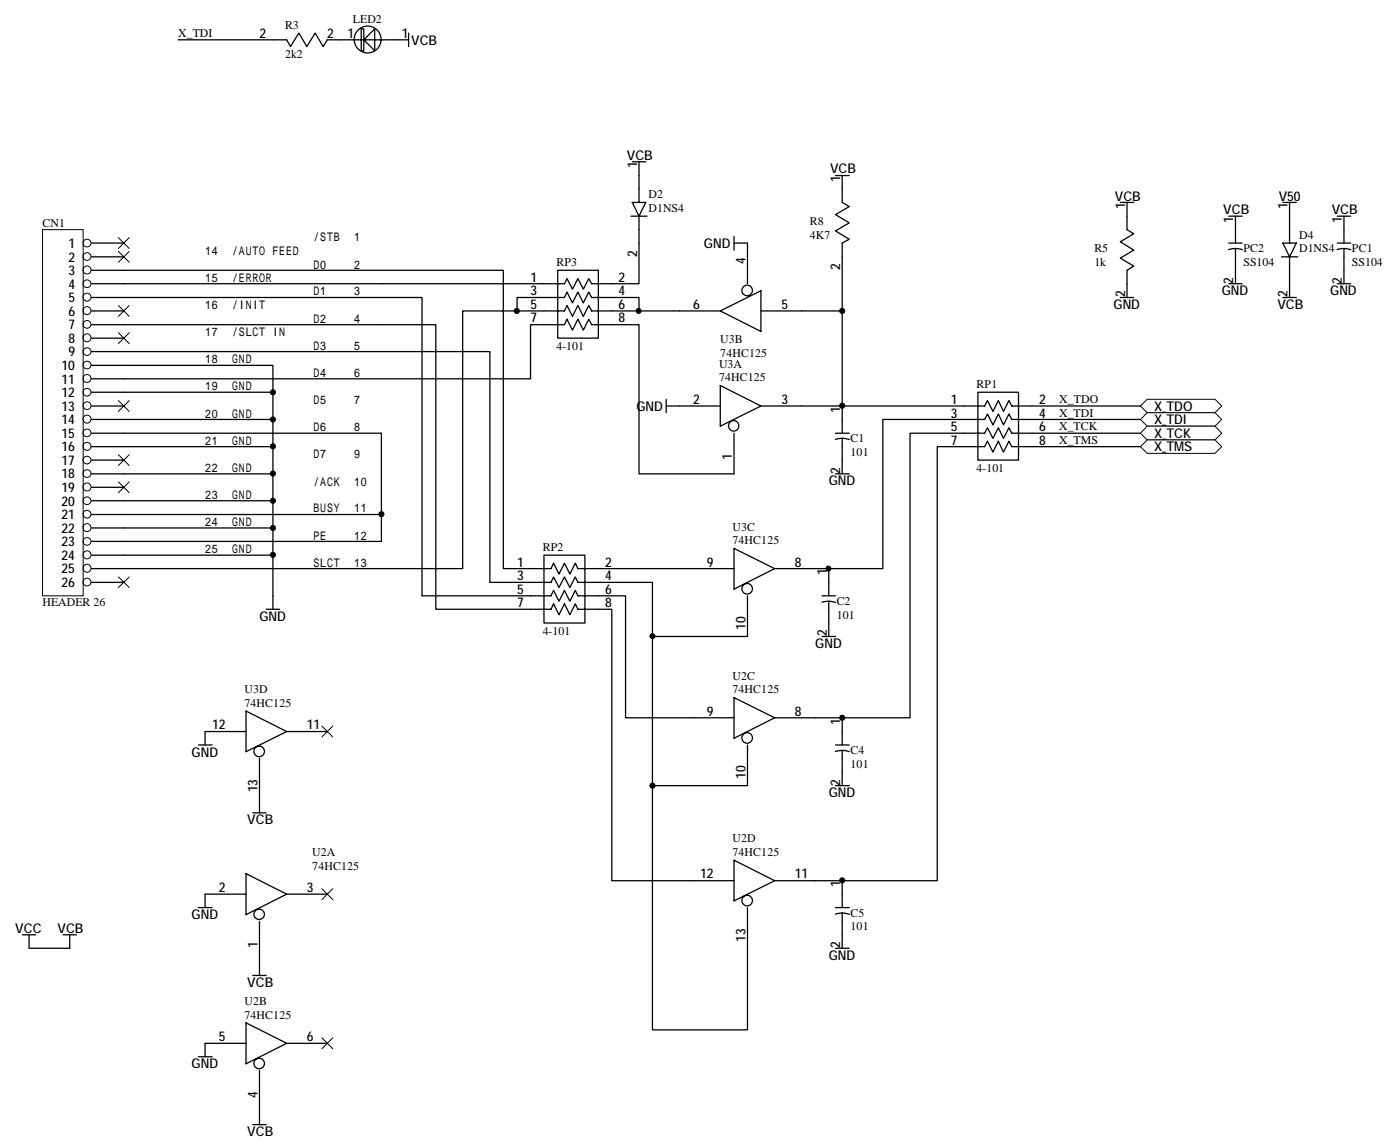 X_TDI 2 R3 2k2 2 1 LED2 1 VCB
VCB
1
D2
D1NS4
2
VCB
1
R8
4K7
2
VCB
1
R5
1k
2
GND
VCB
1
PC2
SS104
2
GND
V50
1
D4
D1NS4
2
VCB
VCB
1
PC1
SS104
2
GND
CN1
1
2
3
4
5
6
7
8
9
10
11
12
13
14
15
16
17
18
19
20
21
22
23
24
25
26
HEADER 26
/STB 1
14 /AUTO FEED
D0 2
15 /ERROR
D1 3
16 /INIT
D2 4
17 /SLCT IN
D3 5
18 GND
D4 6
19 GND
D5 7
20 GND
D6 8
21 GND
D7 9
22 GND
/ACK 10
23 GND
BUSY 11
24 GND
PE 12
25 GND
SLCT 13
GND
RP3
1 2
3 4
5 6
7 8
4-101
GND
4
6 5
U3B
74HC125
U3A
74HC125
GND 2 3
1
1
C1
101
2
GND
RP1
1 2 X_TDO X_TDO
3 4 X_TDI X_TDI
5 6 X_TCK X_TCK
7 8 X_TMS X_TMS
4-101
RP2
1 2
3 4
5 6
7 8
4-101
U3C
74HC125
9 8
10
1
C2
101
2
GND
U2C
74HC125
9 8
10
1
C4
101
2
GND
U2D
74HC125
12 11
13
1
C5
101
2
GND
U3D
74HC125
12 11
GND
13
VCB
U2A
74HC125
2 3
GND
1
VCB
VCC VCB
U2B
74HC125
5 6
GND
4
VCB